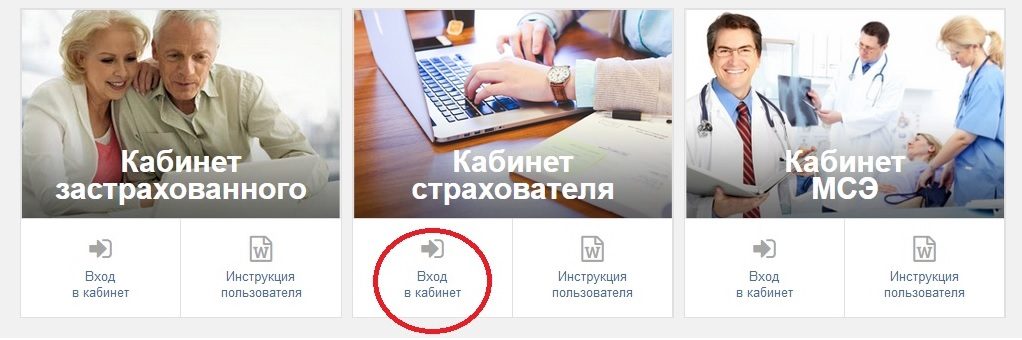 Кабинет
застрахованного
Вход
в кабинет
W
Инструкция
пользователя
Кабинет
страхователя
Вход
в кабинет
W
Инструкция
пользователя
Кабинет
МСЭ
Вход
в кабинет
W
Инструкция
пользователя